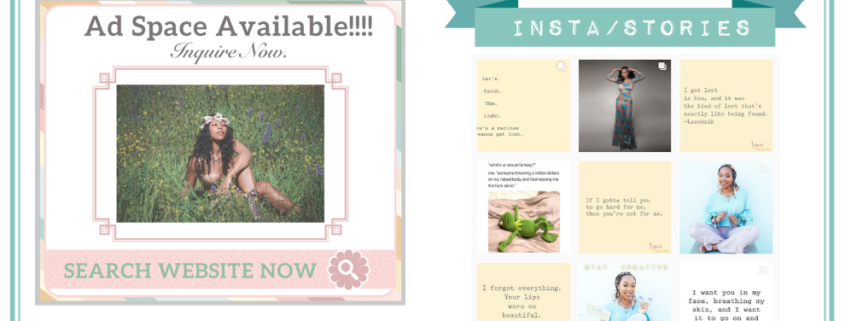 Ad Space Available!!!!
Inquire Now.
SEARCH WEBSITE NOW
INSTA/STORIES
Let's.
Catch.
The.
Light.
re's a matinee
wanna get lost.
I got lost
in him, and it was
the kind of lost that's
exactly like being found.
"what's ur sexual fantasy?"
me: "someone throwing a million dollars
on my naked body and then leaving me
the fuck alone"
if I gotta tell you
to go hard for me,
then you're not for me.
STAY CREATIVE
I forgot everything.
Your lips
were so
beautiful.
I want you in my
face, breathing my
skin, and I want
it to go on and